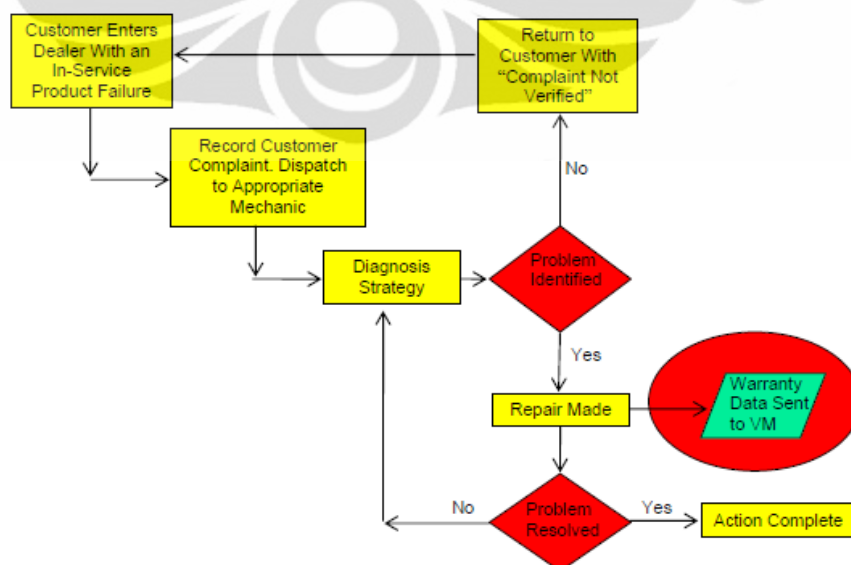 Customer Enters
Dealer With an
In-Service
Product Failure
Return to
Customer With
“Complaint Not
Verified”
Record Customer
Complaint. Dispatch
to Appropriate
Mechanic
No
Diagnosis
Strategy
Problem
Identified
Yes
Repair Made
Warranty
Data Sent
to VM
No
Problem
Resolved
Yes
Action Complete